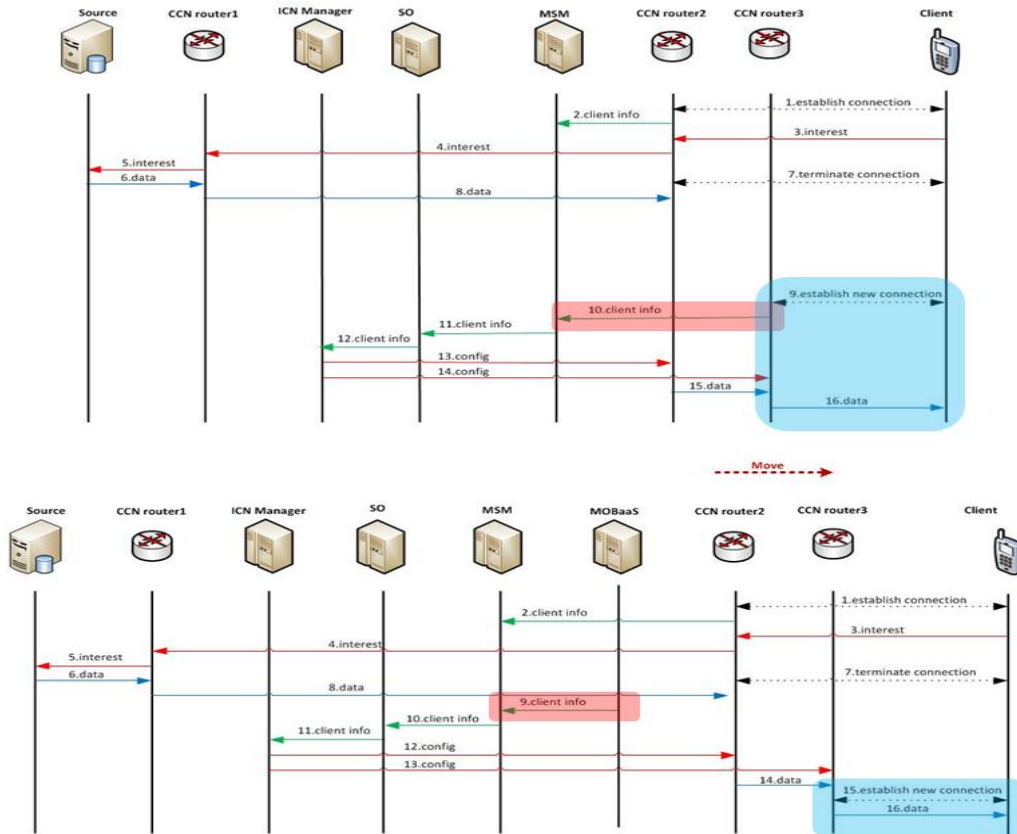 Source CCN router1 ICN Manager SO MSM CCN router2 CCN router3 Client
1.establish connection
2.client info
3.interest
4.interest
5.interest
6.data
7.terminate connection
8.data
9.establish new connection
10.client info
11.client info
12.client info
13.config
14.config
15.data
16.data
Move
Source CCN router1 ICN Manager SO MSM MOBaaS CCN router2 CCN router3 Client
1.establish connection
2.client info
3.interest
4.interest
5.interest
6.data
7.terminate connection
8.data
9.client info
10.client info
11.client info
12.config
13.config
14.data
15.establish new connection
16.data